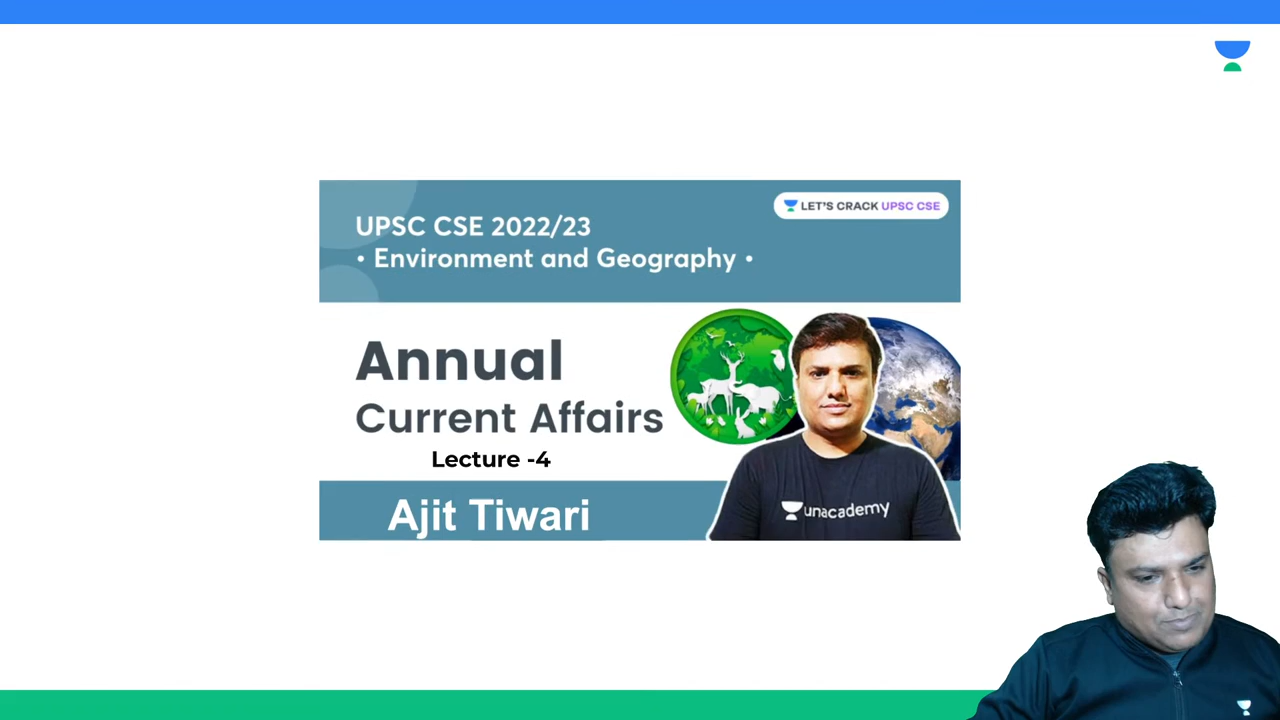 LET'S CRACK UPSC CSE
UPSC CSE 2022/23
• Environment and Geography •
Annual
Current Affairs
Lecture -4
Ajit Tiwari
unacademy